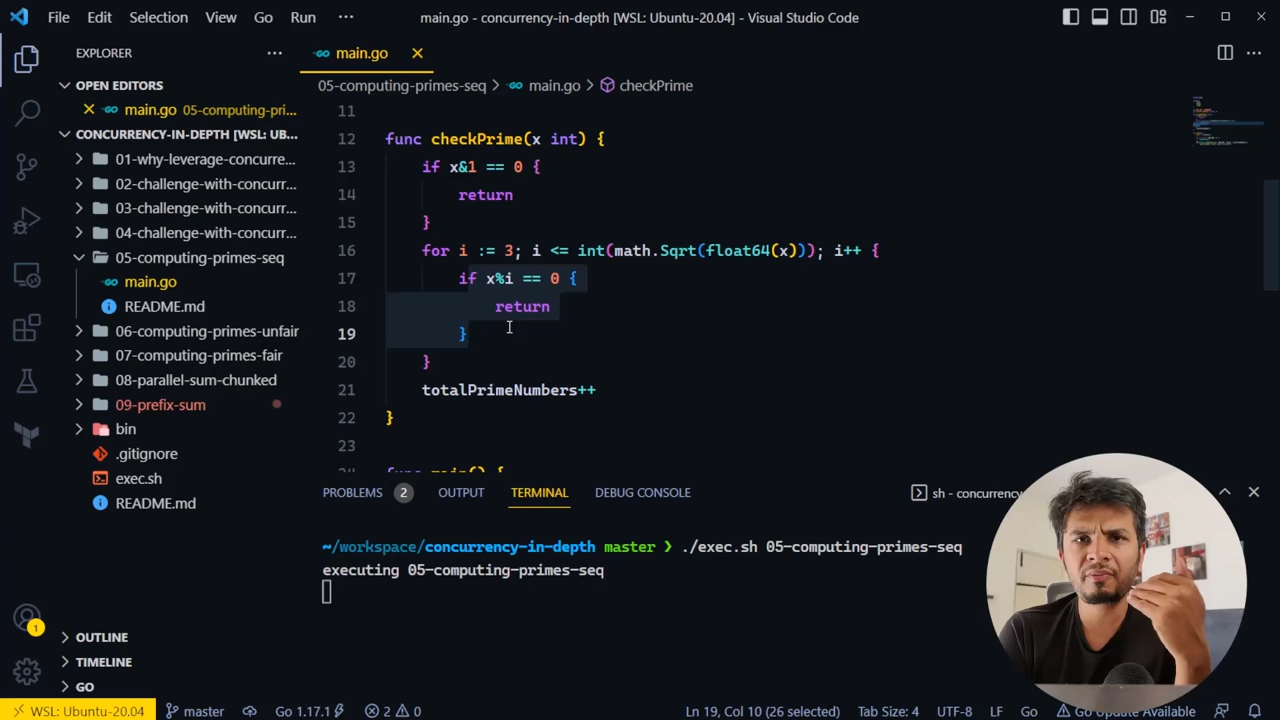 File Edit Selection View Go Run ··· main.go - concurrency-in-depth [WSL: Ubuntu-20.04] - Visual Studio Code
EXPLORER ···
main.go
OPEN EDITORS
main.go 05-computing-pri...
CONCURRENCY-IN-DEPTH [WSL: UB...
01-why-leverage-concurre...
02-challenge-with-concurr...
03-challenge-with-concurr...
04-challenge-with-concurr...
05-computing-primes-seq
main.go
README.md
06-computing-primes-unfair
07-computing-primes-fair
08-parallel-sum-chunked
09-prefix-sum
bin
.gitignore
exec.sh
README.md
OUTLINE
TIMELINE
GO
05-computing-primes-seq > main.go > checkPrime
11
12 func checkPrime(x int) {
13 if x&1 == 0 {
14 return
15 }
16 for i := 3; i <= int(math.Sqrt(float64(x))); i++ {
17 if x%i == 0 {
18 return
19 }
20 }
21 totalPrimeNumbers++
22 }
23
24 func main() {
PROBLEMS 2 OUTPUT TERMINAL DEBUG CONSOLE sh - concurrency
~/workspace/concurrency-in-depth master ❯ ./exec.sh 05-computing-primes-seq
executing 05-computing-primes-seq
1
WSL: Ubuntu-20.04 master Go 1.17.1 2 0 Ln 19, Col 10 (26 selected) Tab Size: 4 UTF-8 LF Go Go Update Available